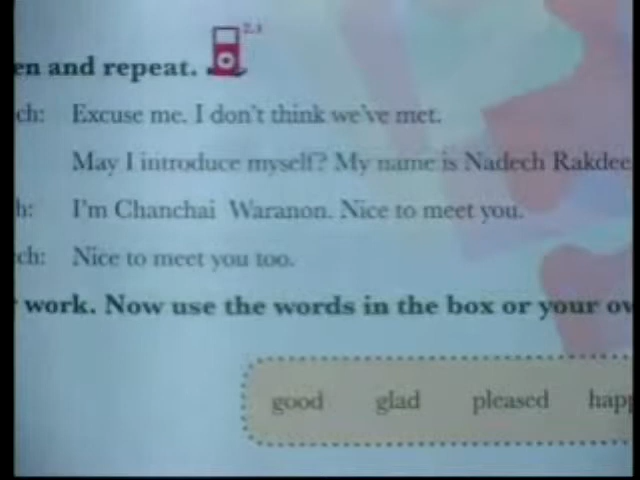 en and repeat. 2.1
ch: Excuse me. I don't think we've met.
May I introduce myself? My name is Nadech Rakdee
h: I'm Chanchai Waranon. Nice to meet you.
ch: Nice to meet you too.
work. Now use the words in the box or your ow
good glad pleased hap